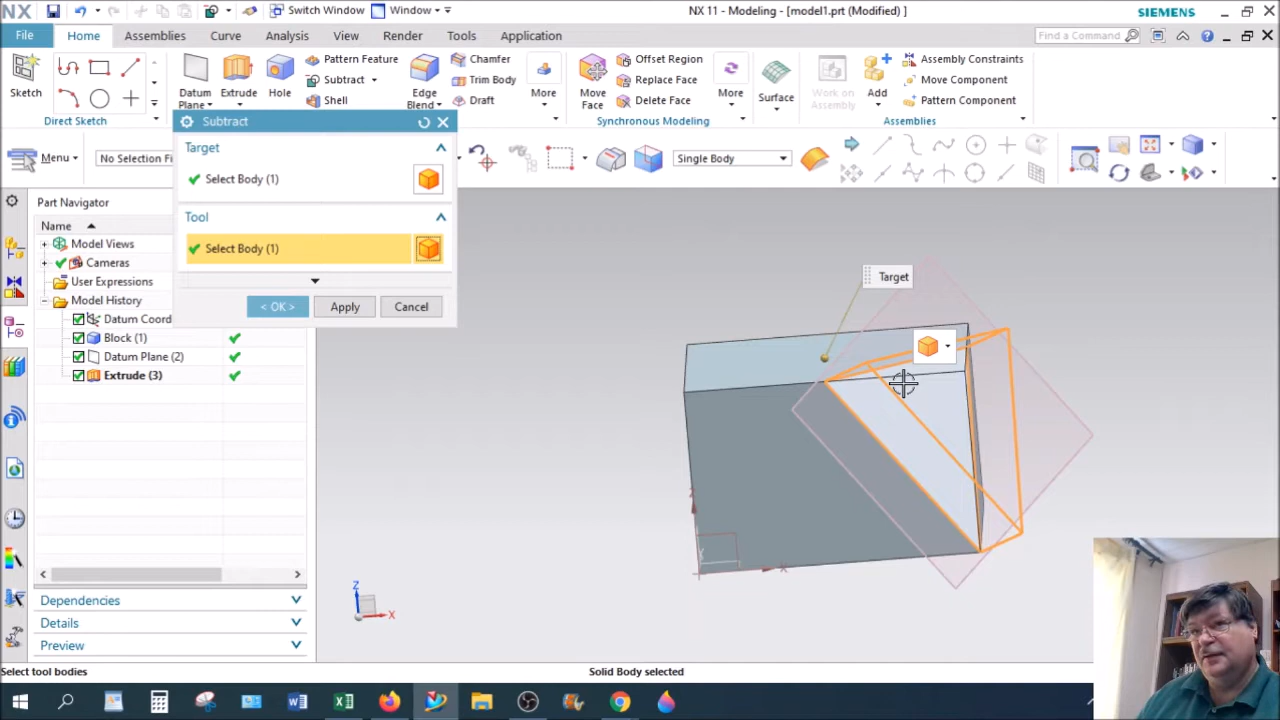 NX
Switch Window
Window
NX 11 - Modeling - [model1.prt (Modified) ]
SIEMENS
File
Home
Assemblies
Curve
Analysis
View
Render
Tools
Application
Find a Command
Sketch
Direct Sketch
Datum
Plane
Extrude
Hole
Pattern Feature
Subtract
Shell
Edge
Blend
Chamfer
Trim Body
Draft
More
Feature
Move
Face
Offset Region
Replace Face
Delete Face
More
Synchronous Modeling
Surface
Work on
Assembly
Add
Assembly Constraints
Move Component
Pattern Component
Assemblies
Menu
No Selection Fi
Single Body
Subtract
Target
Select Body (1)
Tool
Select Body (1)
< OK >
Apply
Cancel
Part Navigator
Name
Model Views
Cameras
User Expressions
Model History
Datum Coord
Block (1)
Datum Plane (2)
Extrude (3)
Dependencies
Details
Preview
Target
Z
Y
X
Z
X
Select tool bodies
Solid Body selected